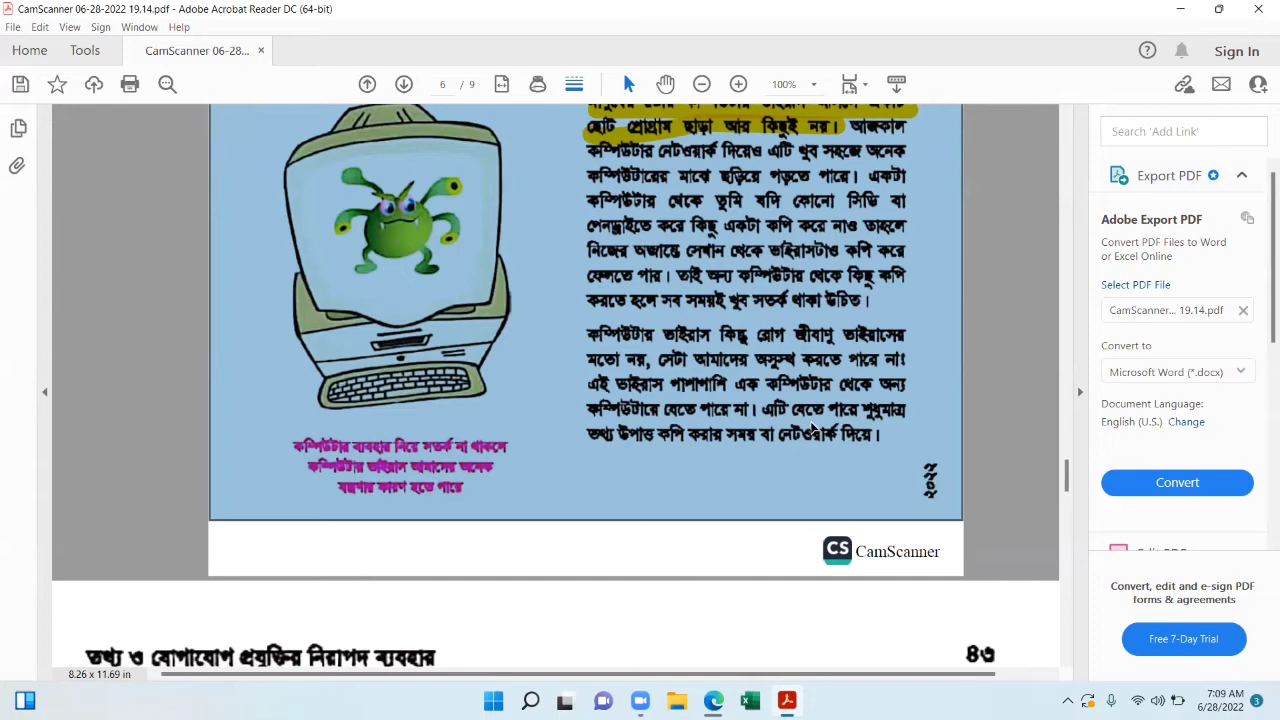 CamScanner 06-28-2022 19.14.pdf - Adobe Acrobat Reader DC (64-bit)
File Edit View Sign Window Help
Home Tools CamScanner 06-28... ×
Sign In
6 / 9 100%
ছোট প্রোগ্রাম ছাড়া আর কিছুই নয়। আজকাল
কম্পিউটার নেটওয়ার্ক দিয়েও এটি খুব সহজে অনেক
কম্পিউটারের মাঝে ছড়িয়ে পড়তে পারে। একটা
কম্পিউটার থেকে তুমি যদি কোনো সিডি বা
পেনড্রাইভে করে কিছু একটা কপি করে নাও তাহলে
নিজের অজান্তে সেখান থেকে ভাইরাসটাও কপি করে
ফেলতে পার। তাই অন্য কম্পিউটার থেকে কিছু কপি
করতে হলে সব সময়ই খুব সতর্ক থাকা উচিত।
কম্পিউটার ভাইরাস কিন্তু রোগ জীবাণু ভাইরাসের
মতো নয়, সেটা আমাদের অসুস্থ করতে পারে না।
এই ভাইরাস পাশাপাশি এক কম্পিউটার থেকে অন্য
কম্পিউটারে যেতে পারে না। এটি যেতে পারে শুধুমাত্র
তথ্য উপাত্ত কপি করার সময় বা নেটওয়ার্ক দিয়ে।
কম্পিউটার ব্যবহার নিয়ে সতর্ক না থাকলে
কম্পিউটার ভাইরাস আমাদের অনেক
যন্ত্রণার কারণ হতে পারে
২০২২
CS CamScanner
তথ্য ও যোগাযোগ প্রযুক্তির নিরাপদ ব্যবহার ৪৩
8.26 x 11.69 in
Search 'Add Link'
Export PDF
Adobe Export PDF
Convert PDF Files to Word
or Excel Online
Select PDF File
CamScanner... 19.14.pdf
Convert to
Microsoft Word (*.docx)
Document Language:
English (U.S.) Change
Convert
Convert, edit and e-sign PDF
forms & agreements
Free 7-Day Trial
7:09 AM
6/28/2022
3